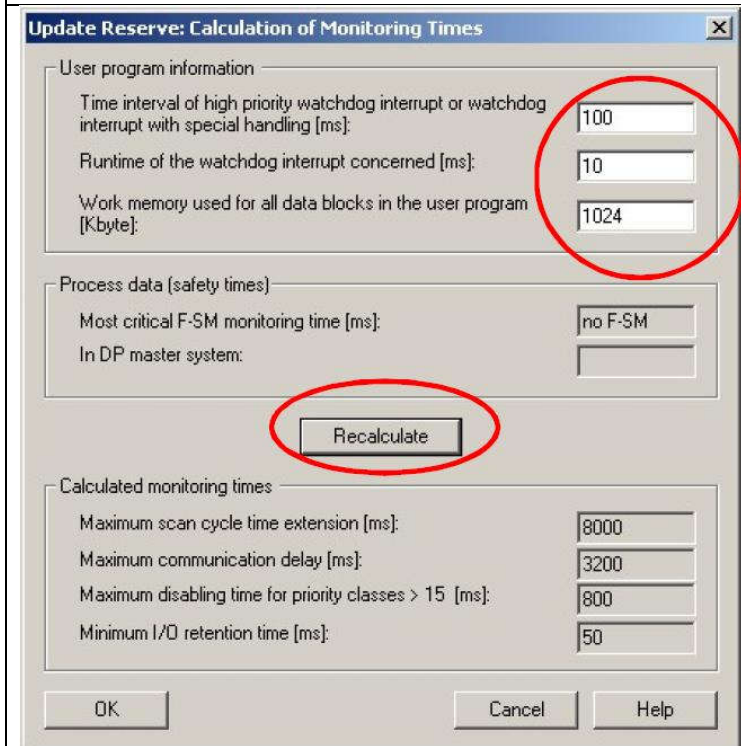 Update Reserve: Calculation of Monitoring Times
User program information
Time interval of high priority watchdog interrupt or watchdog
interrupt with special handling [ms]:
100
Runtime of the watchdog interrupt concerned [ms]:
10
Work memory used for all data blocks in the user program
[Kbyte]:
1024
Process data (safety times)
Most critical F-SM monitoring time [ms]:
no F-SM
In DP master system:
Recalculate
Calculated monitoring times
Maximum scan cycle time extension [ms]:
8000
Maximum communication delay [ms]:
3200
Maximum disabling time for priority classes > 15 [ms]:
800
Minimum I/O retention time [ms]:
50
OK
Cancel
Help